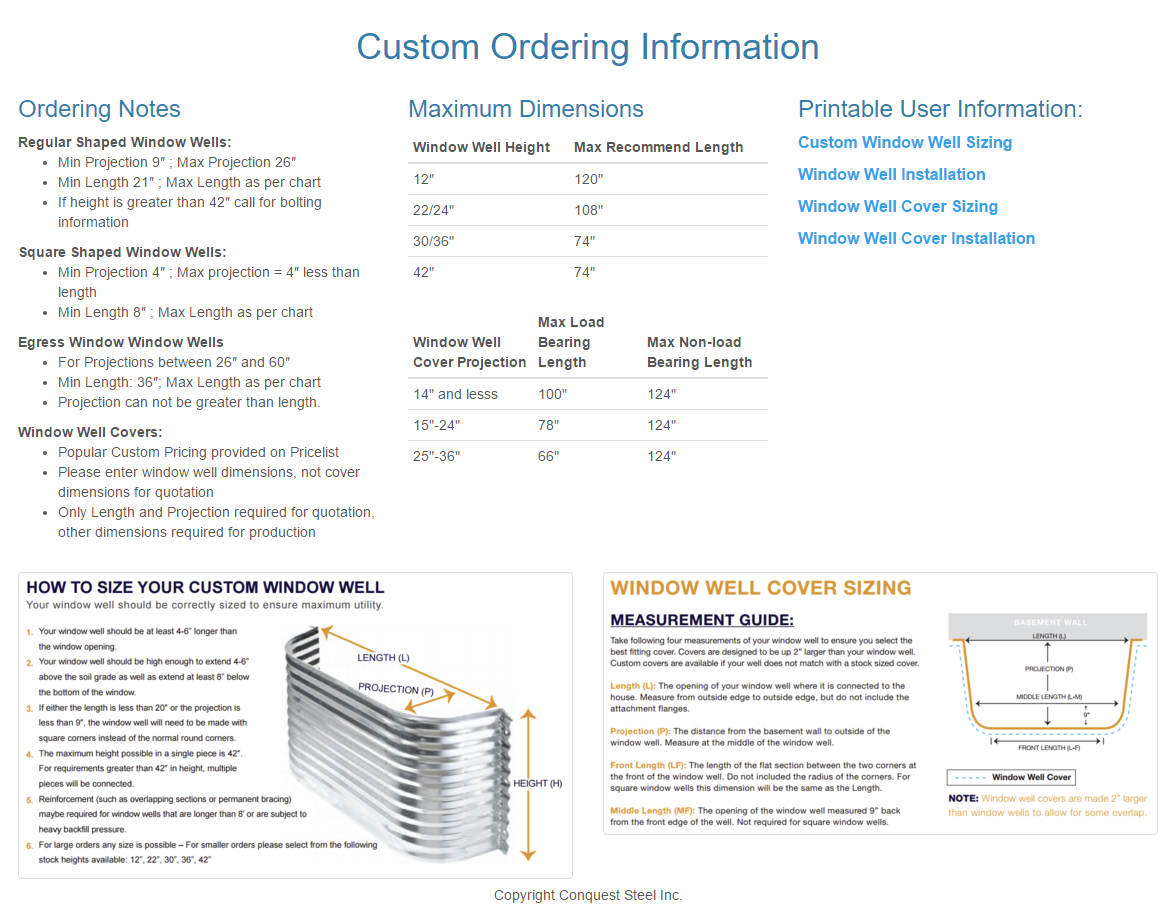 Custom Ordering Information
Ordering Notes
Regular Shaped Window Wells:
Min Projection 9″ ; Max Projection 26″
Min Length 21″ ; Max Length as per chart
If height is greater than 42″ call for bolting
information
Square Shaped Window Wells:
Min Projection 4″ ; Max projection = 4″ less than
length
Min Length 8″ ; Max Length as per chart
Egress Window Window Wells
For Projections between 26″ and 60″
Min Length: 36″; Max Length as per chart
Projection can not be greater than length.
Window Well Covers:
Popular Custom Pricing provided on Pricelist
Please enter window well dimensions, not cover
dimensions for quotation
Only Length and Projection required for quotation,
other dimensions required for production
Maximum Dimensions
Window Well Height Max Recommend Length
12" 120"
22/24" 108"
30/36" 74"
42" 74"
Max Load
Window Well Bearing Max Non-load
Cover Projection Length Bearing Length
14" and lesss 100" 124"
15"-24" 78" 124"
25"-36" 66" 124"
Printable User Information:
Custom Window Well Sizing
Window Well Installation
Window Well Cover Sizing
Window Well Cover Installation
HOW TO SIZE YOUR CUSTOM WINDOW WELL
Your window well should be correctly sized to ensure maximum utility.
1. Your window well should be at least 4-6" longer than
the window opening.
2. Your window well should be high enough to extend 4-6"
above the soil grade as well as extend at least 8" below
the bottom of the window.
3. If either the length is less than 20" or the projection is
less than 9", the window well will need to be made with
square corners instead of the normal round corners.
4. The maximum height possible in a single piece is 42".
For requirements greater than 42" in height, multiple
pieces will be connected.
5. Reinforcement (such as overlapping sections or permanent bracing)
maybe required for window wells that are longer than 8' or are subject to
heavy backfill pressure.
6. For large orders any size is possible – For smaller orders please select from the following
stock heights available: 12", 22", 30", 36", 42"
LENGTH (L)
PROJECTION (P)
HEIGHT (H)
WINDOW WELL COVER SIZING
MEASUREMENT GUIDE:
Take following four measurements of your window well to ensure you select the
best fitting cover. Covers are designed to be up 2" larger than your window well.
Custom covers are available if your well does not match with a stock sized cover.
Length (L): The opening of your window well where it is connected to the
house. Measure from outside edge to outside edge, but do not include the
attachment flanges.
Projection (P): The distance from the basement wall to outside of the
window well. Measure at the middle of the window well.
Front Length (LF): The length of the flat section between the two corners at
the front of the window well. Do not included the radius of the corners. For
square window wells this dimension will be the same as the Length.
Middle Length (MF): The opening of the window well measured 9" back
from the front edge of the well. Not required for square window wells.
BASEMENT WALL
LENGTH (L)
PROJECTION (P)
MIDDLE LENGTH (L-M)
9"
FRONT LENGTH (L-F)
Window Well Cover
NOTE: Window well covers are made 2" larger
than window wells to allow for some overlap.
Copyright Conquest Steel Inc.